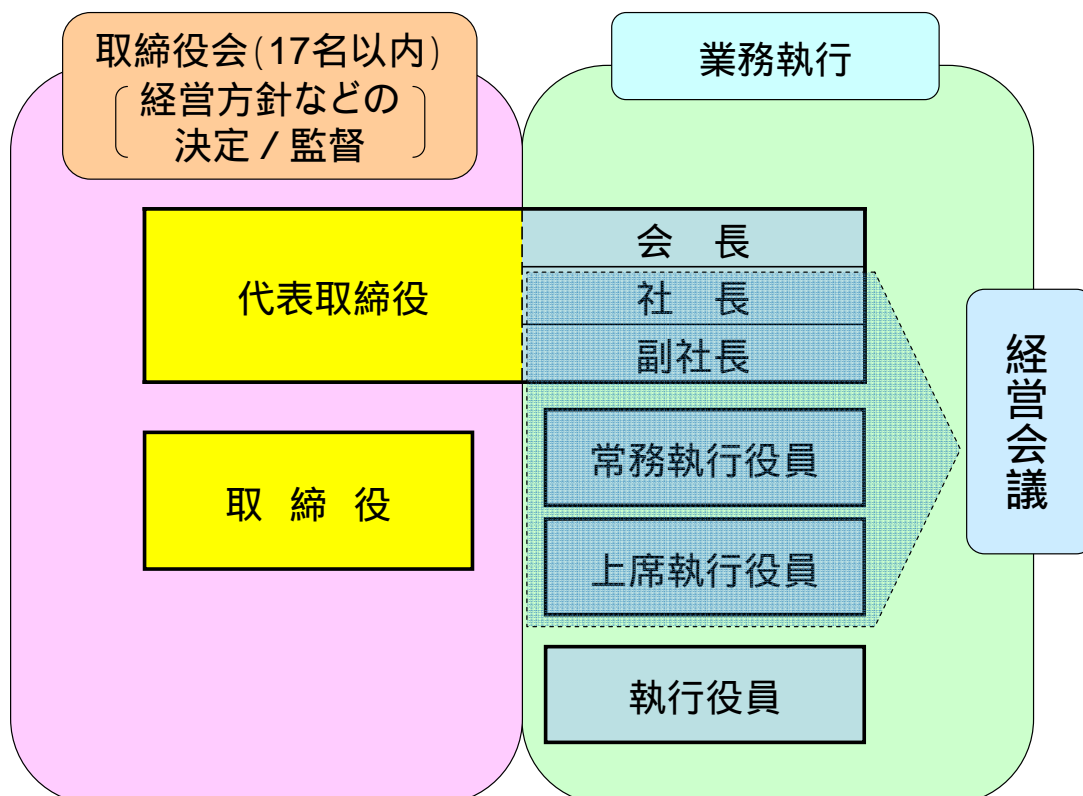 取締役会(17名以内)
経営方針などの
決定 / 監督
業務執行
代表取締役
会 長
社 長
副社長
取 締 役
常務執行役員
上席執行役員
執行役員
経営会議